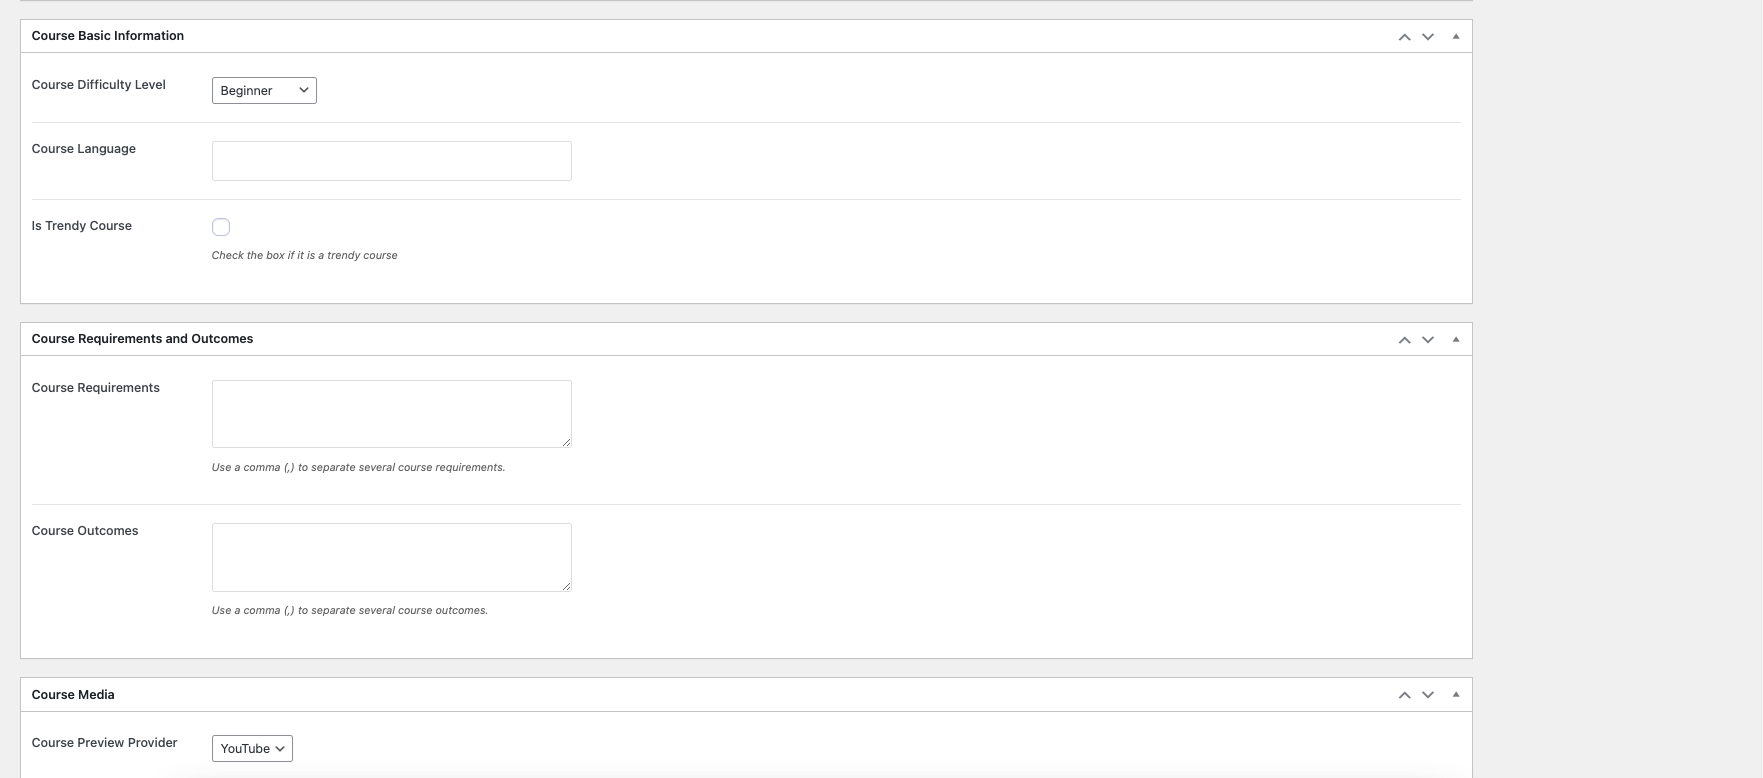 Course Basic Information
Course Difficulty Level
Beginner
Course Language
Is Trendy Course
Check the box if it is a trendy course
Course Requirements and Outcomes
Course Requirements
Use a comma (,) to separate several course requirements.
Course Outcomes
Use a comma (,) to separate several course outcomes.
Course Media
Course Preview Provider
YouTube